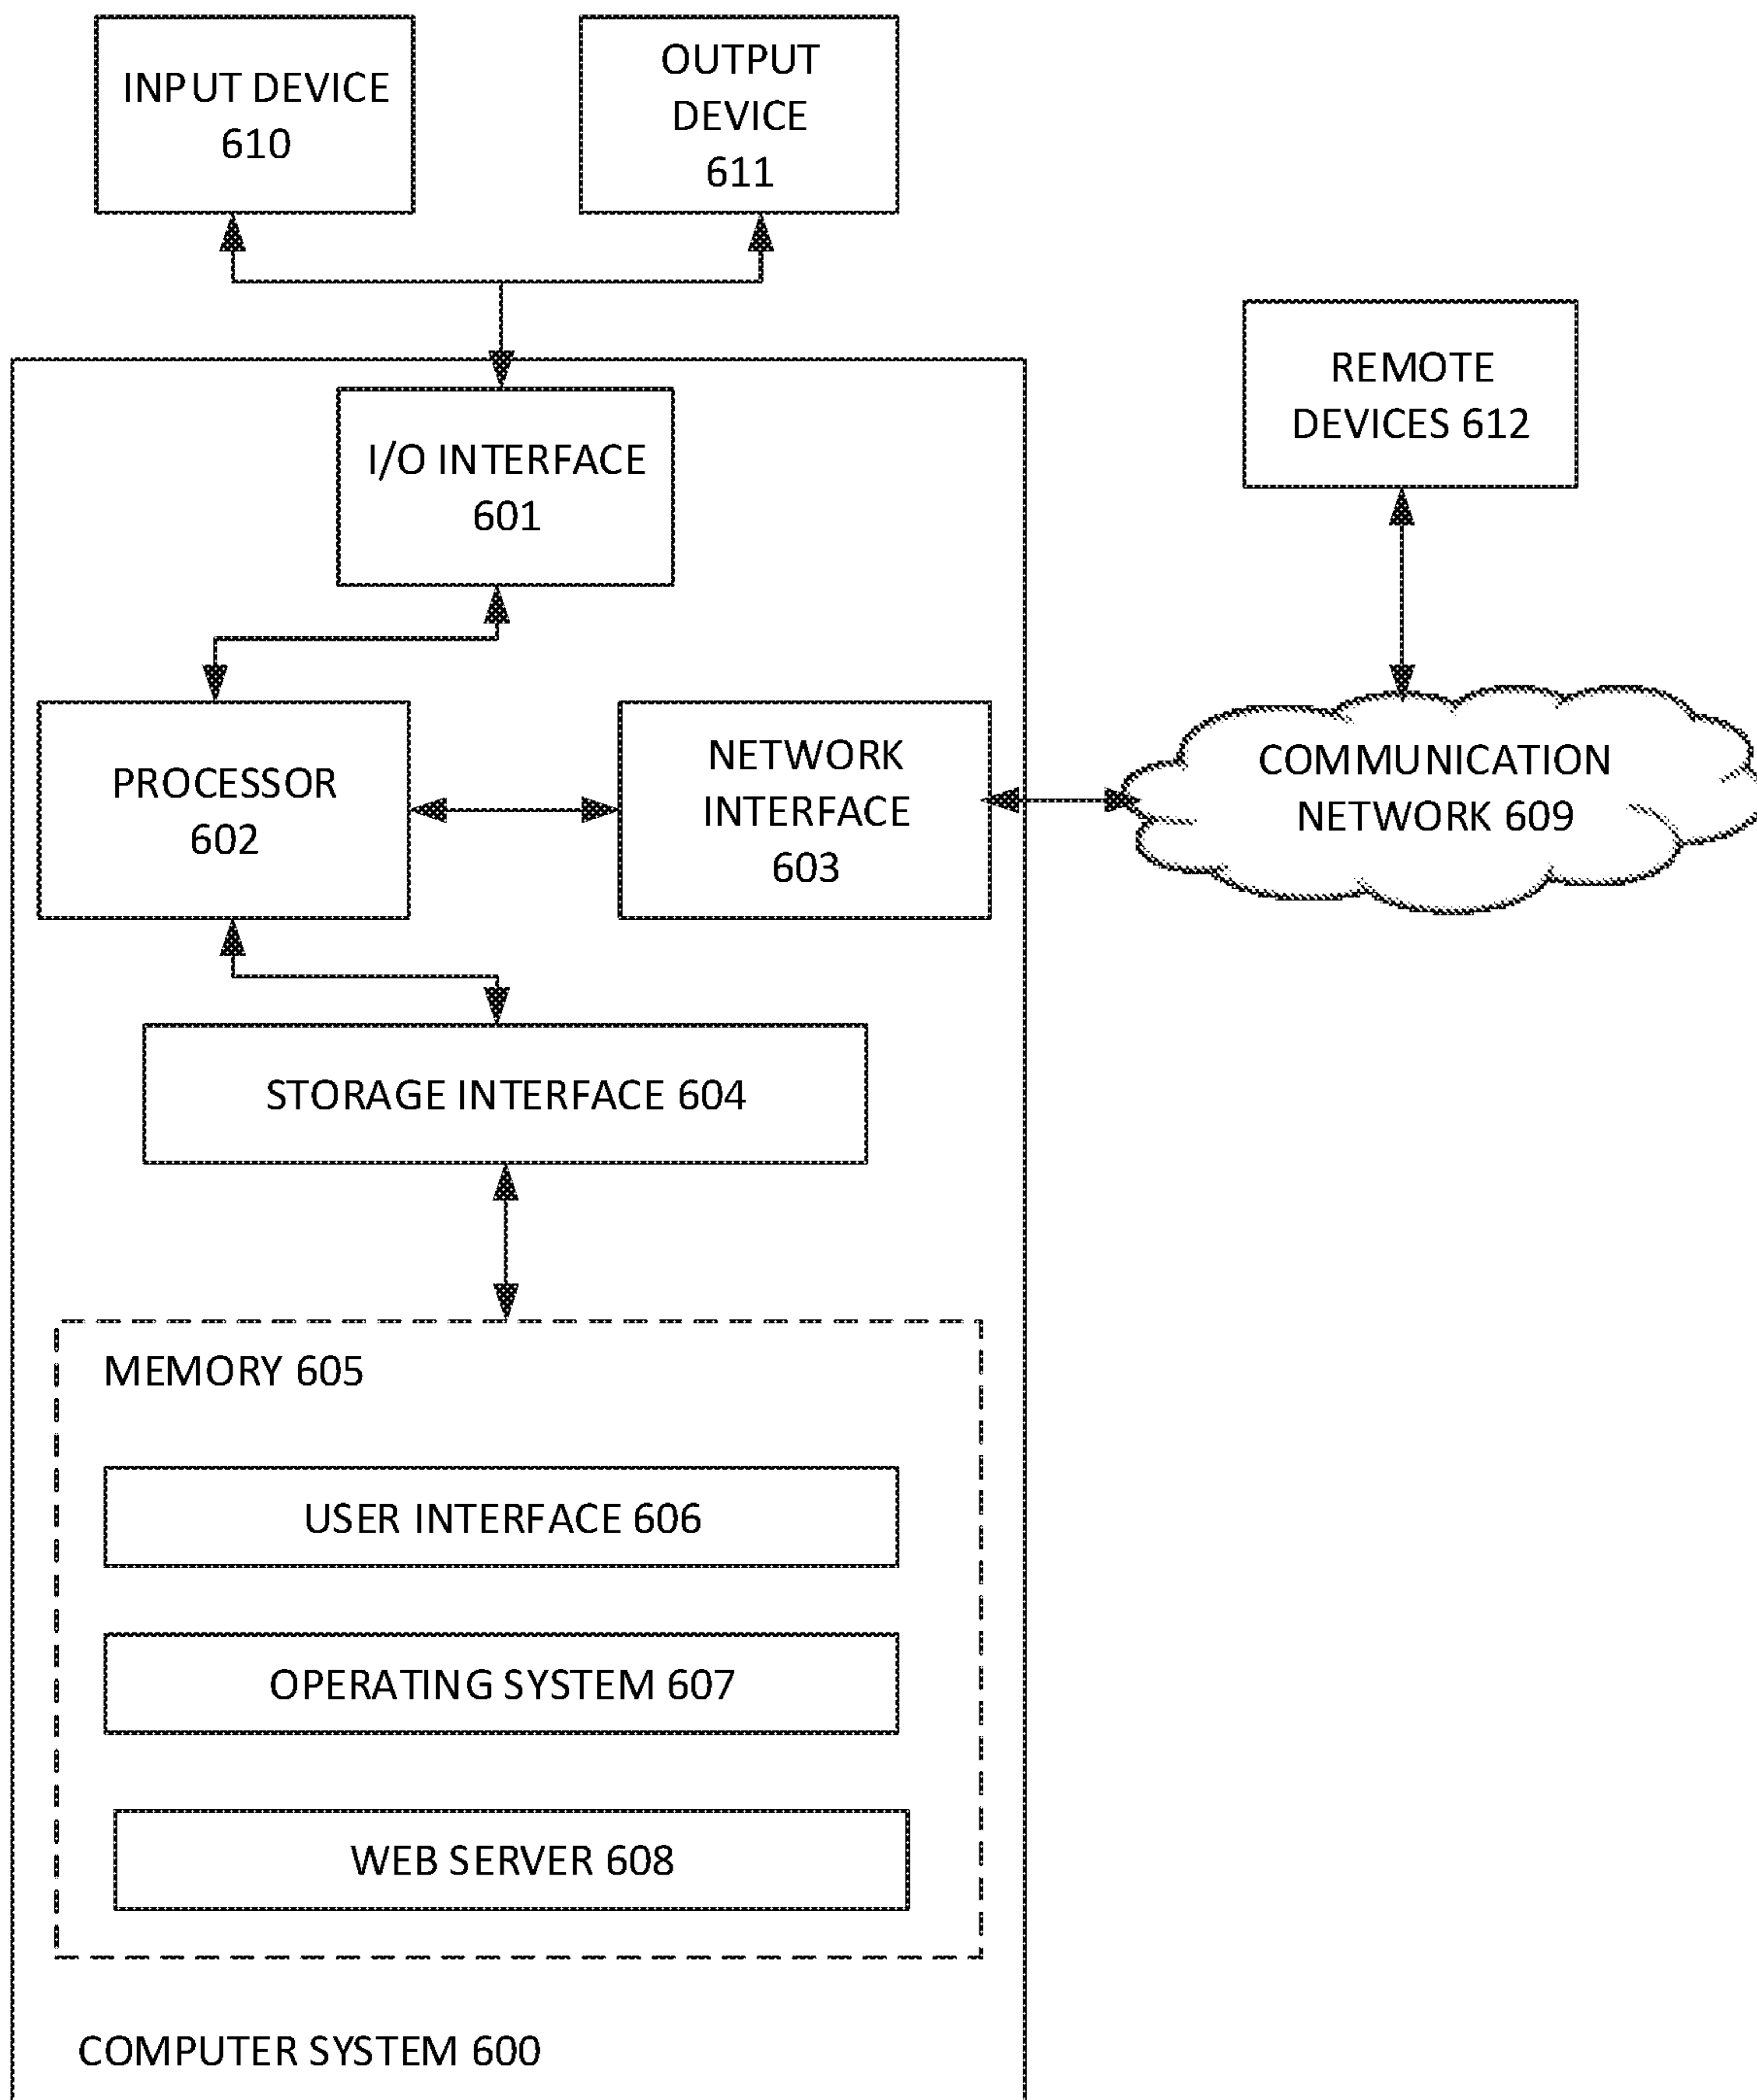 INPUT DEVICE
610
OUTPUT
DEVICE
611
I/O INTERFACE
601
REMOTE
DEVICES 612
PROCESSOR
602
NETWORK
INTERFACE
603
COMMUNICATION
NETWORK 609
STORAGE INTERFACE 604
MEMORY 605
USER INTERFACE 606
OPERATING SYSTEM 607
WEB SERVER 608
COMPUTER SYSTEM 600